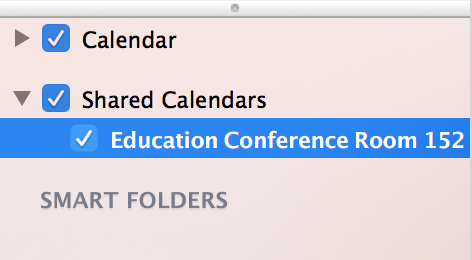 Calendar
Shared Calendars
Education Conference Room 152
SMART FOLDERS